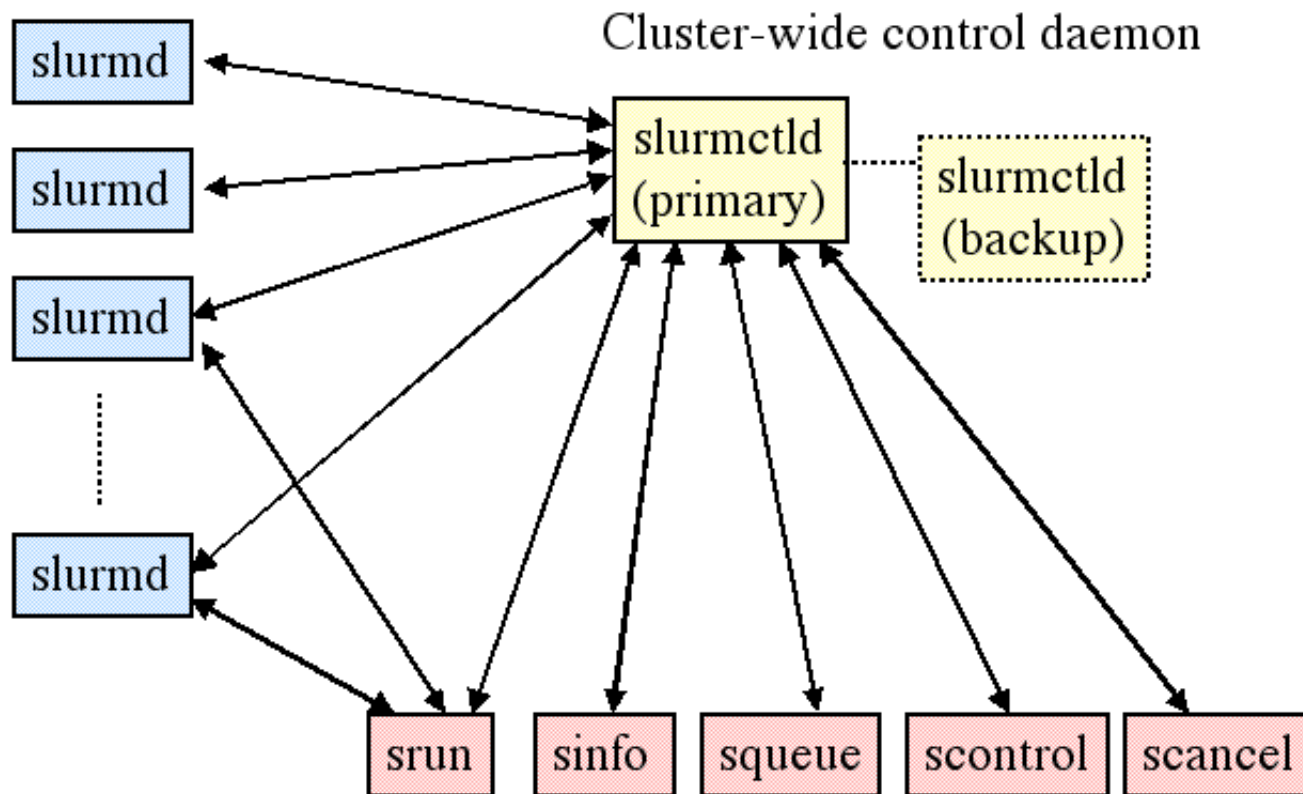 Cluster-wide control daemon
slurmd
slurmd
slurmd
slurmd
slurmctld
(primary)
slurmctld
(backup)
srun
sinfo
squeue
scontrol
scancel